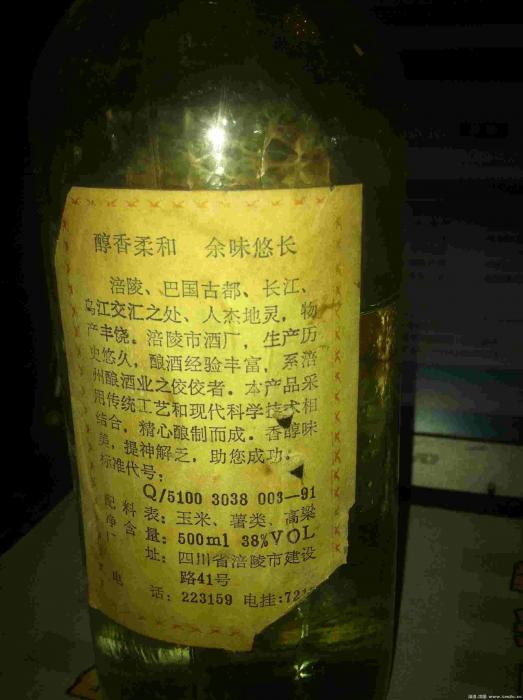 醇香柔和 余味悠长
涪陵、巴国古都、长江、
乌江交汇之处、人杰地灵,物
产丰饶。涪陵市酒厂,生产历
史悠久,酿酒经验丰富,系涪
州酿酒业之佼佼者。本产品采
用传统工艺和现代科学技术相
结合,精心酿制而成。香醇味
美,提神解乏,助您成功。
标准代号:
Q/5100 3038 003—91
配料表:玉米、薯类、高粱
净含量:500ml 38%VOL
厂址:四川省涪陵市建设
路41号
电话:223159 电挂:721